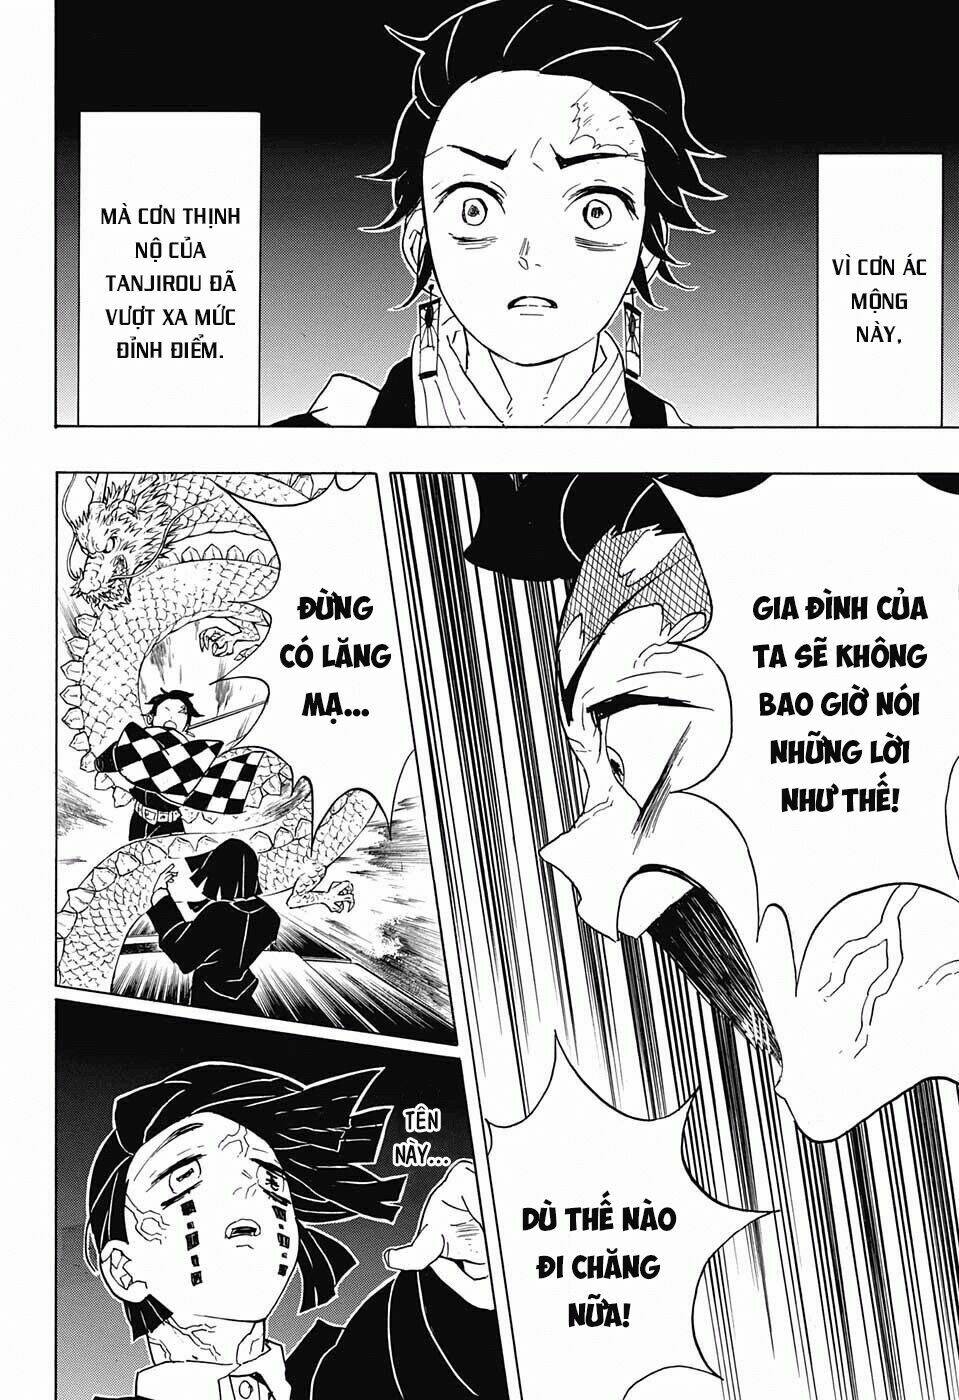 VÌ CƠN ÁC
MỘNG
NÀY,
MÀ CƠN THỊNH
NỘ CỦA
TANJIROU ĐÃ
VƯỢT XA MỨC
ĐỈNH ĐIỂM.
GIA ĐÌNH CỦA
TA SẼ KHÔNG
BAO GIỜ NÓI
NHỮNG LỜI
NHƯ THẾ!
DÙ THẾ NÀO
ĐI CHĂNG
NỮA!
ĐỪNG
CÓ LĂNG
MẠ...
TÊN
NÀY...